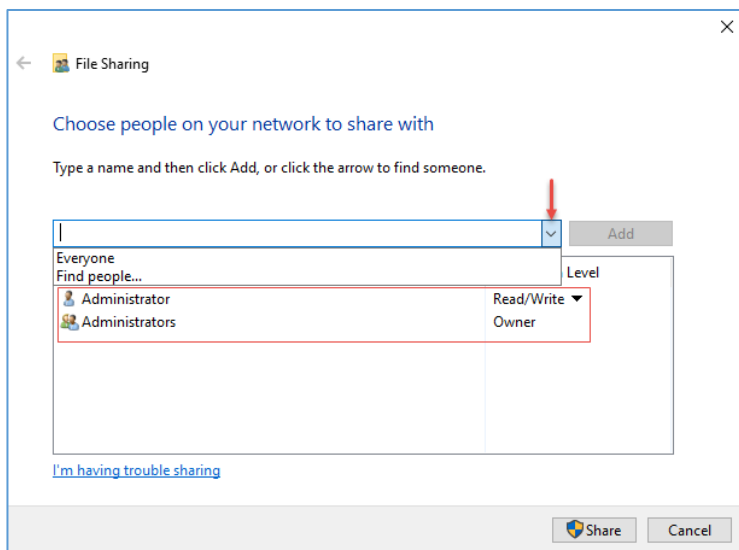 File Sharing
Choose people on your network to share with
Type a name and then click Add, or click the arrow to find someone.
Add
Everyone
Find people...
Level
Administrator Read/Write
Administrators Owner
I'm having trouble sharing
Share Cancel